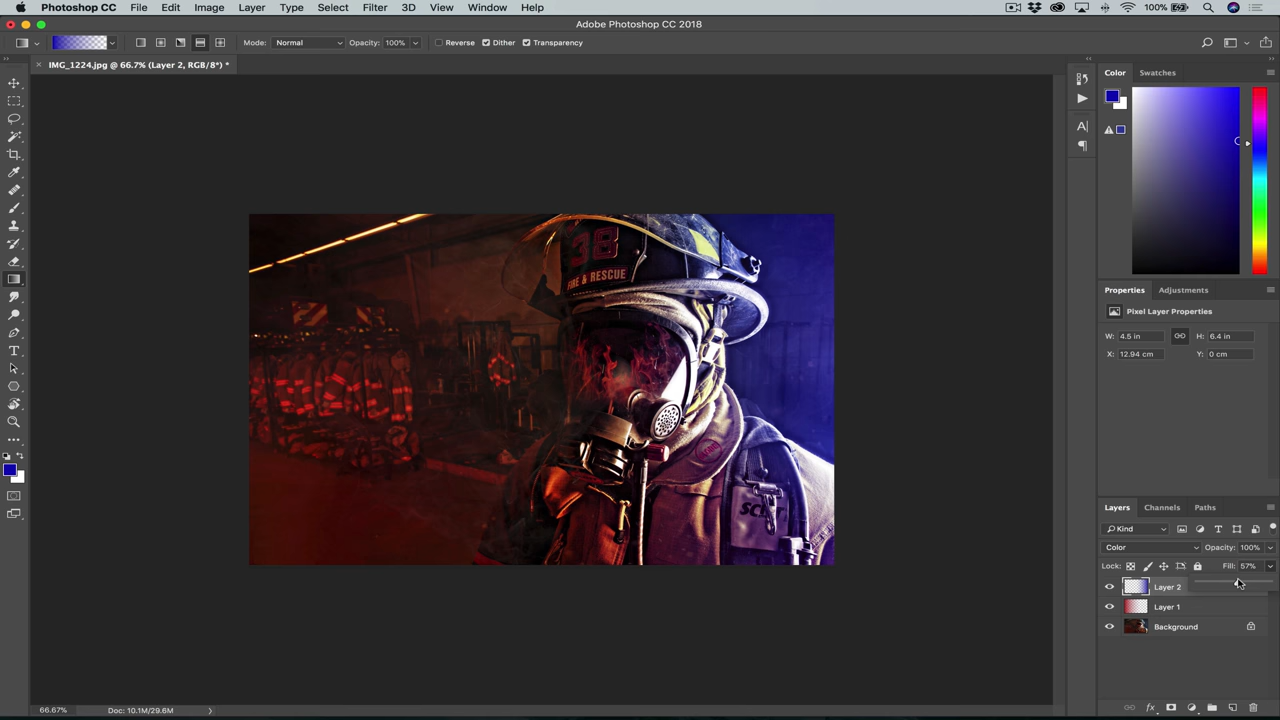 Photoshop CC File Edit Image Layer Type Select Filter 3D View Window Help 100%
Adobe Photoshop CC 2018
Mode: Normal Opacity: 100% Reverse Dither Transparency
IMG_1224.jpg @ 66.7% (Layer 2, RGB/8*) *
Color Swatches
38
FIRE & RESCUE
Properties Adjustments
Pixel Layer Properties
W: 4.5 in H: 6.4 in
X: 12.94 cm Y: 0 cm
Layers Channels Paths
Kind
Color Opacity: 100%
Lock: Fill: 57%
Layer 2
Layer 1
Background
66.67% Doc: 10.1M/29.6M